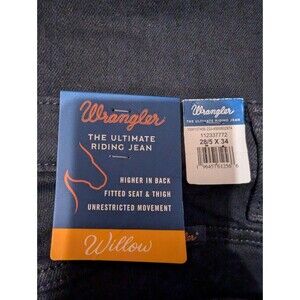 Wrangler
THE ULTIMATE
RIDING JEAN
HIGHER IN BACK
FITTED SEAT & THIGH
UNRESTRICTED MOVEMENT
Willow
Wrangler
THE ULTIMATE RIDING JEAN
112337772
28/5 X 34